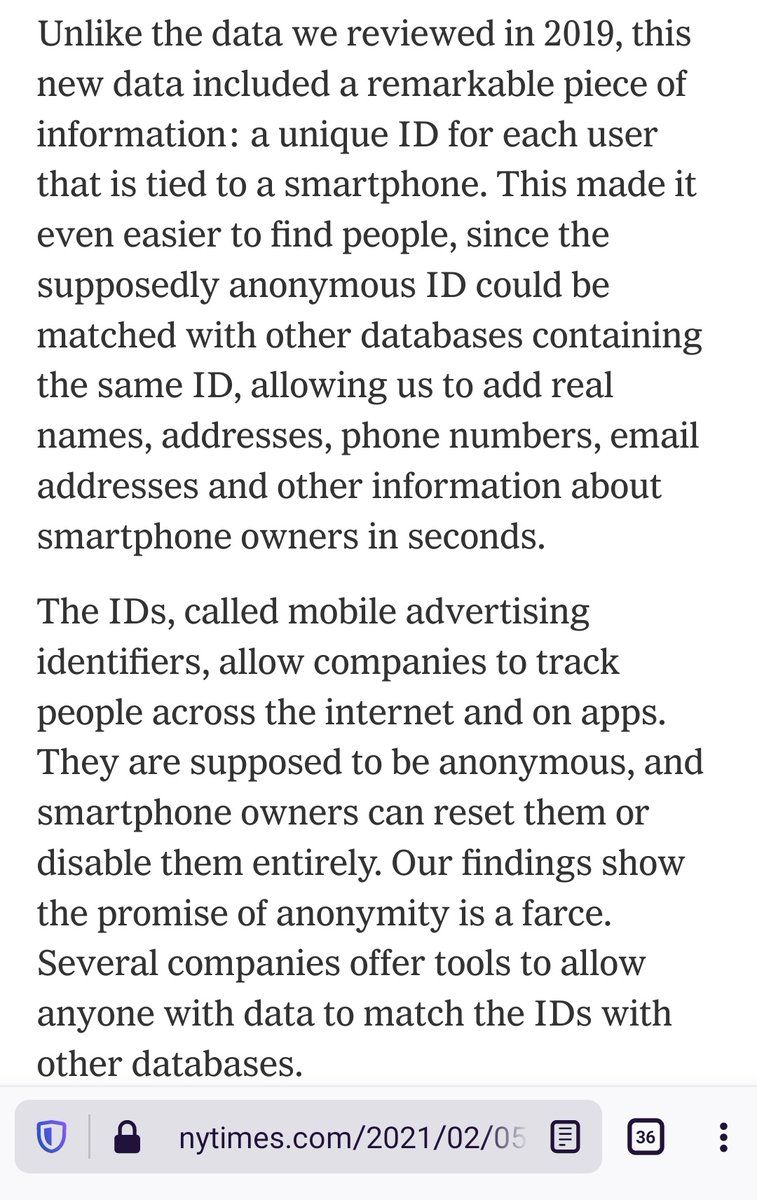 Unlike the data we reviewed in 2019, this
new data included a remarkable piece of
information: a unique ID for each user
that is tied to a smartphone. This made it
even easier to find people, since the
supposedly anonymous ID could be
matched with other databases containing
the same ID, allowing us to add real
names, addresses, phone numbers, email
addresses and other information about
smartphone owners in seconds.
The IDs, called mobile advertising
identifiers, allow companies to track
people across the internet and on apps.
They are supposed to be anonymous, and
smartphone owners can reset them or
disable them entirely. Our findings show
the promise of anonymity is a farce.
Several companies offer tools to allow
anyone with data to match the IDs with
other databases.
nytimes.com/2021/02/05
36